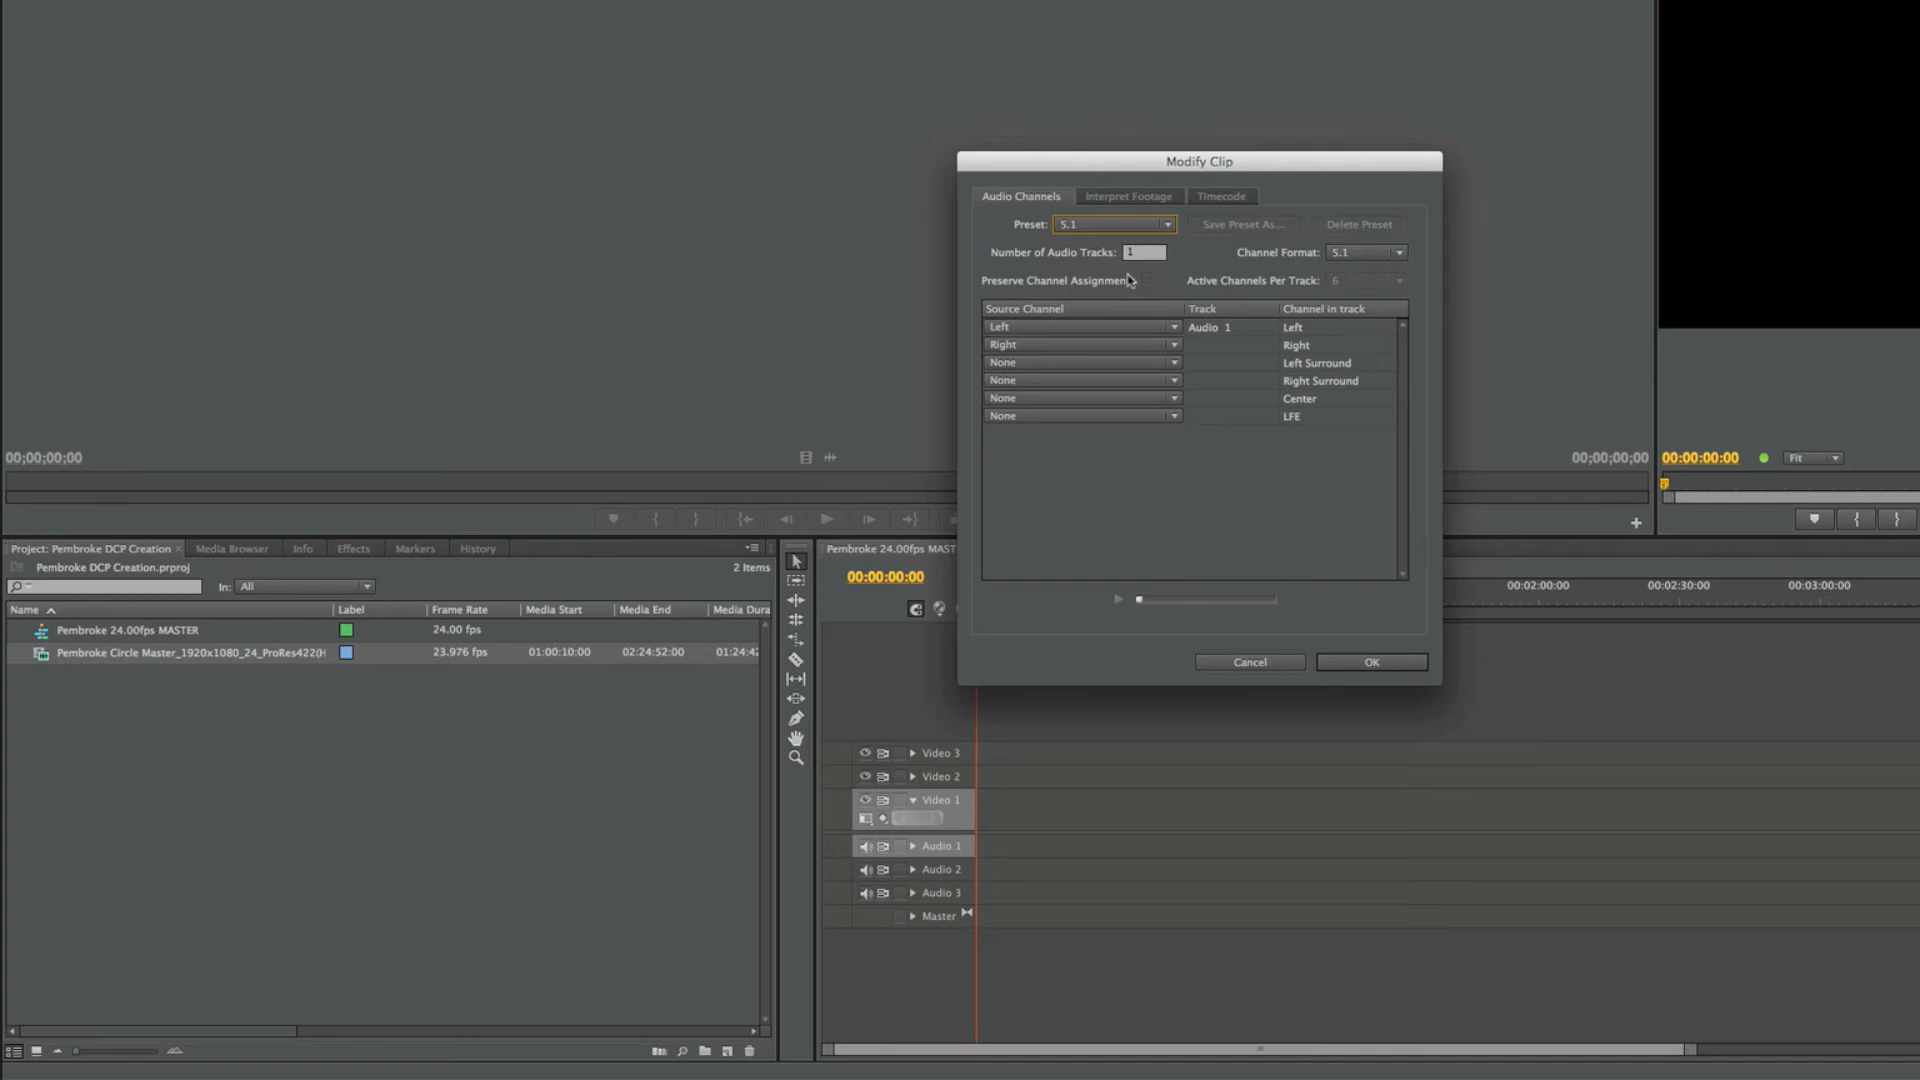 Modify Clip
Audio Channels
Interpret Footage
Timecode
Preset: 5.1
Save Preset As...
Delete Preset
Number of Audio Tracks: 1
Channel Format: 5.1
Preserve Channel Assignment
Active Channels Per Track: 6
Source Channel Track Channel in track
Left Audio 1 Left
Right Right
None Left Surround
None Right Surround
None Center
None LFE
Cancel
OK
00;00;00;00
00;00;00;00
00:00:00:00
Fit
Project: Pembroke DCP Creation
Media Browser
Info
Effects
Markers
History
Pembroke DCP Creation.prproj
2 Items
In: All
Name Label Frame Rate Media Start Media End Media Dura
Pembroke 24.00fps MASTER 24.00 fps
Pembroke Circle Master_1920x1080_24_ProRes422(H 23.976 fps 01:00:10:00 02:24:52:00 01:24:42
Pembroke 24.00fps MAST
00:00:00:00
00:02:00:00
00:02:30:00
00:03:00:00
Video 3
Video 2
Video 1
Audio 1
Audio 2
Audio 3
Master